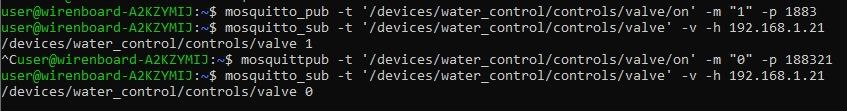 user@wirenboard-A2KZYMIJ:~$ mosquitto_pub -t '/devices/water_control/controls/valve/on' -m "1" -p 1883
user@wirenboard-A2KZYMIJ:~$ mosquitto_sub -t '/devices/water_control/controls/valve' -v -h 192.168.1.21
/devices/water_control/controls/valve 1
^Cuser@wirenboard-A2KZYMIJ:~$ mosquittpub -t '/devices/water_control/controls/valve/on' -m "0" -p 188321
user@wirenboard-A2KZYMIJ:~$ mosquitto_sub -t '/devices/water_control/controls/valve' -v -h 192.168.1.21
/devices/water_control/controls/valve 0